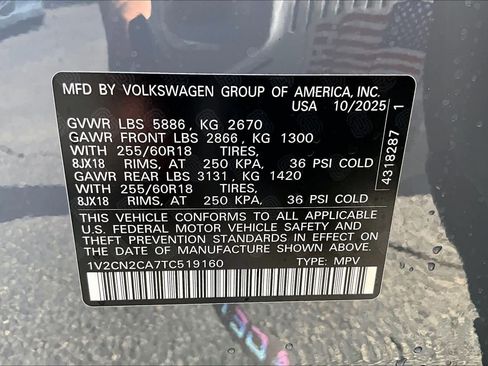 MFD BY VOLKSWAGEN GROUP OF AMERICA, INC.
USA 10/2025
GVWR LBS 5886, KG 2670
GAWR FRONT LBS 2866, KG 1300
WITH 255/60R18 TIRES,
8JX18 RIMS, AT 250 KPA, 36 PSI COLD
GAWR REAR LBS 3131, KG 1420
WITH 255/60R18 TIRES,
8JX18 RIMS, AT 250 KPA, 36 PSI COLD
THIS VEHICLE CONFORMS TO ALL APPLICABLE
U.S. FEDERAL MOTOR VEHICLE SAFETY AND
THEFT PREVENTION STANDARDS IN EFFECT ON
THE DATE OF MANUFACTURE SHOWN ABOVE
1V2CN2CA7TC519160 TYPE: MPV
4318287 1